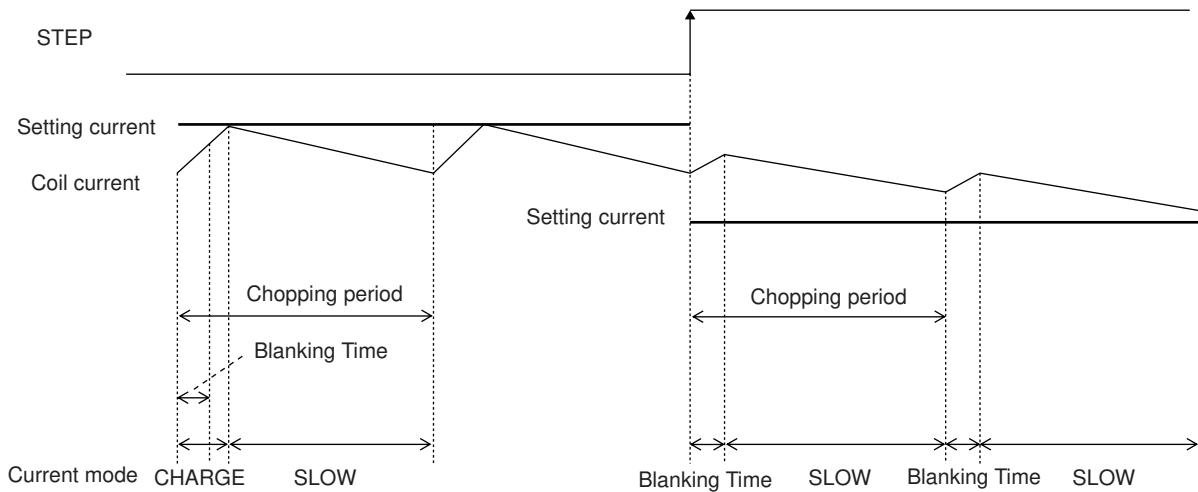 STEP
Setting current
Coil current
Setting current
Chopping period
Chopping period
Blanking Time
Current mode CHARGE SLOW Blanking Time SLOW Blanking Time SLOW